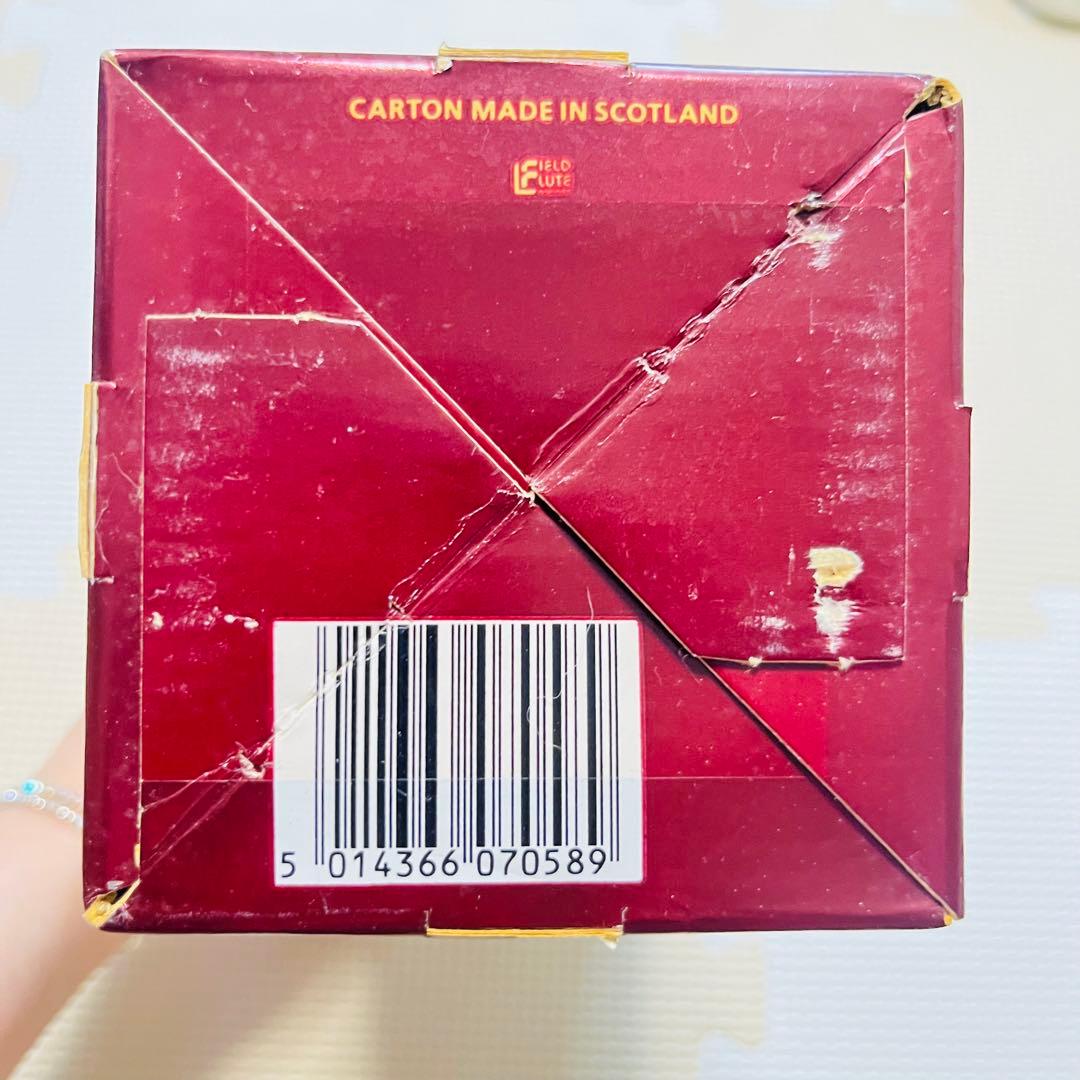 CARTON MADE IN SCOTLAND
FIELD
FLUTE
5 014366 070589